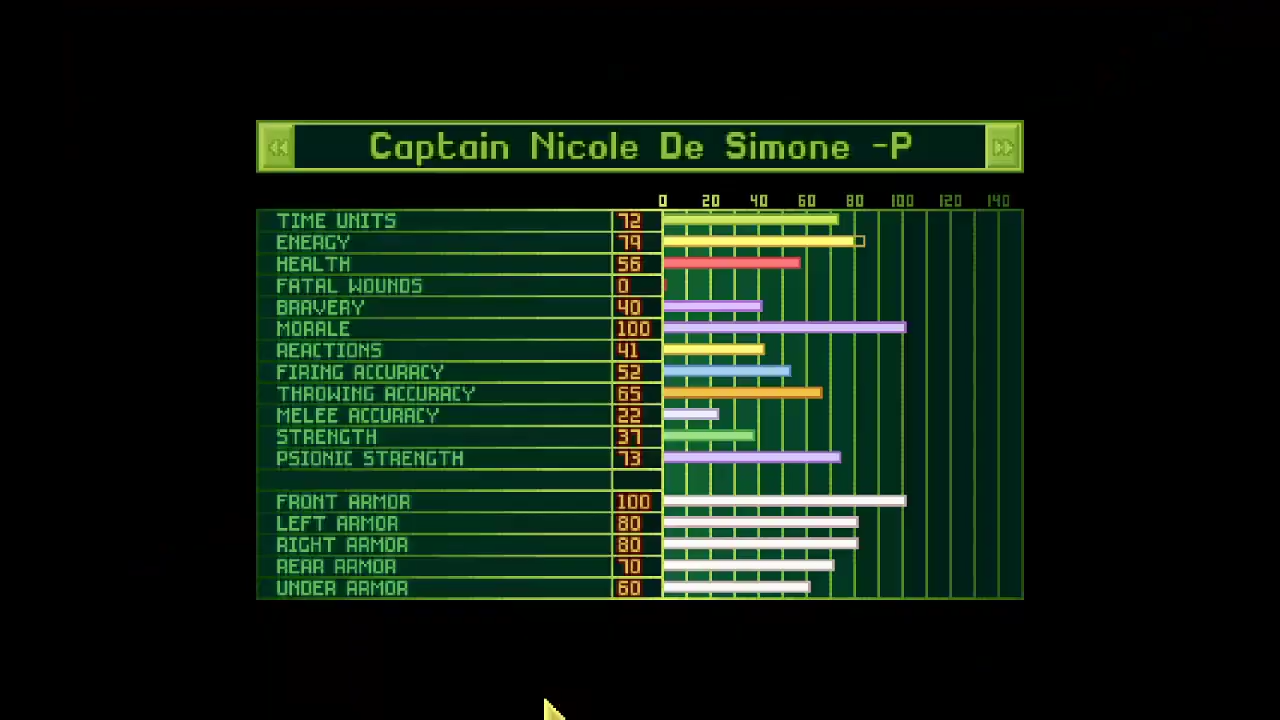 Captain Nicole De Simone -P
0 20 40 60 80 100 120 140
TIME UNITS 72
ENERGY 79
HEALTH 56
FATAL WOUNDS 0
BRAVERY 40
MORALE 100
REACTIONS 41
FIRING ACCURACY 52
THROWING ACCURACY 65
MELEE ACCURACY 22
STRENGTH 37
PSIONIC STRENGTH 73
FRONT ARMOR 100
LEFT ARMOR 80
RIGHT ARMOR 80
REAR ARMOR 70
UNDER ARMOR 60